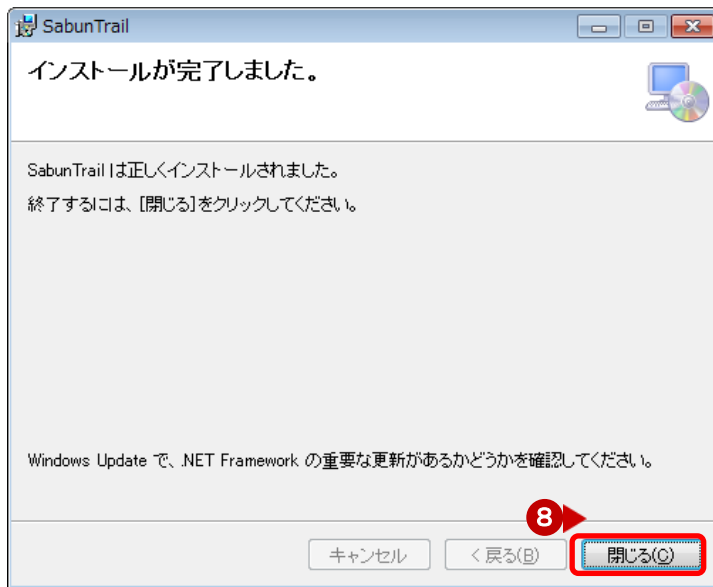 SabunTrail
インストールが完了しました。
SabunTrail は正しくインストールされました。
終了するには、[閉じる]をクリックしてください。
Windows Update で、.NET Framework の重要な更新があるかどうかを確認してください。
8
キャンセル
< 戻る(B)
閉じる(C)